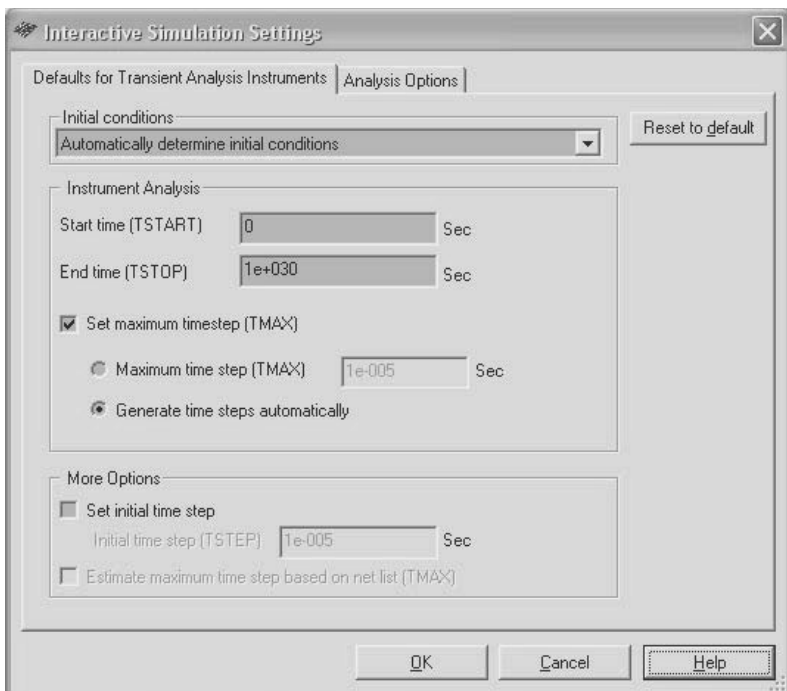 Interactive Simulation Settings
Defaults for Transient Analysis Instruments Analysis Options
Initial conditions
Automatically determine initial conditions
Reset to default
Instrument Analysis
Start time (TSTART) 0 Sec
End time (TSTOP) 1e+030 Sec
Set maximum timestep (TMAX)
Maximum time step (TMAX) 1e-005 Sec
Generate time steps automatically
More Options
Set initial time step
Initial time step (TSTEP) 1e-005 Sec
Estimate maximum time step based on net list (TMAX)
OK Cancel Help